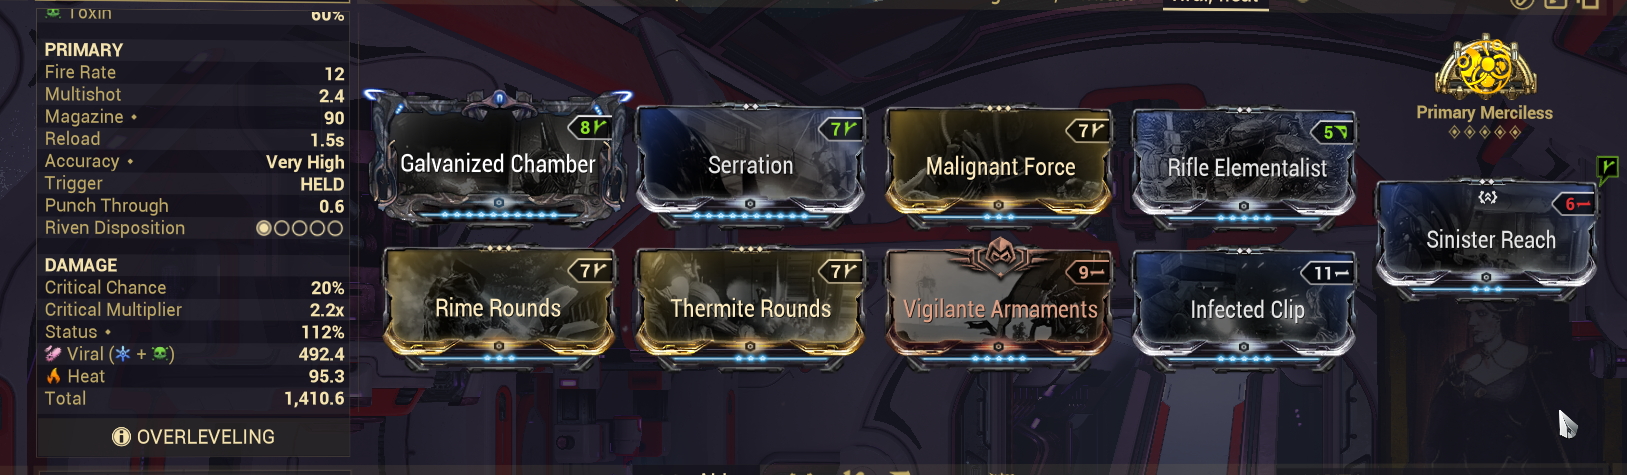 Toxin 60%
PRIMARY
Fire Rate 12
Multishot 2.4
Magazine 90
Reload 1.5s
Accuracy Very High
Trigger HELD
Punch Through 0.6
Riven Disposition
DAMAGE
Critical Chance 20%
Critical Multiplier 2.2x
Status 112%
Viral ( + ) 492.4
Heat 95.3
Total 1,410.6
OVERLEVELING
8
Galvanized Chamber
7
Serration
7
Malignant Force
5
Rifle Elementalist
Primary Merciless
6
Sinister Reach
7
Rime Rounds
7
Thermite Rounds
9
Vigilante Armaments
11
Infected Clip